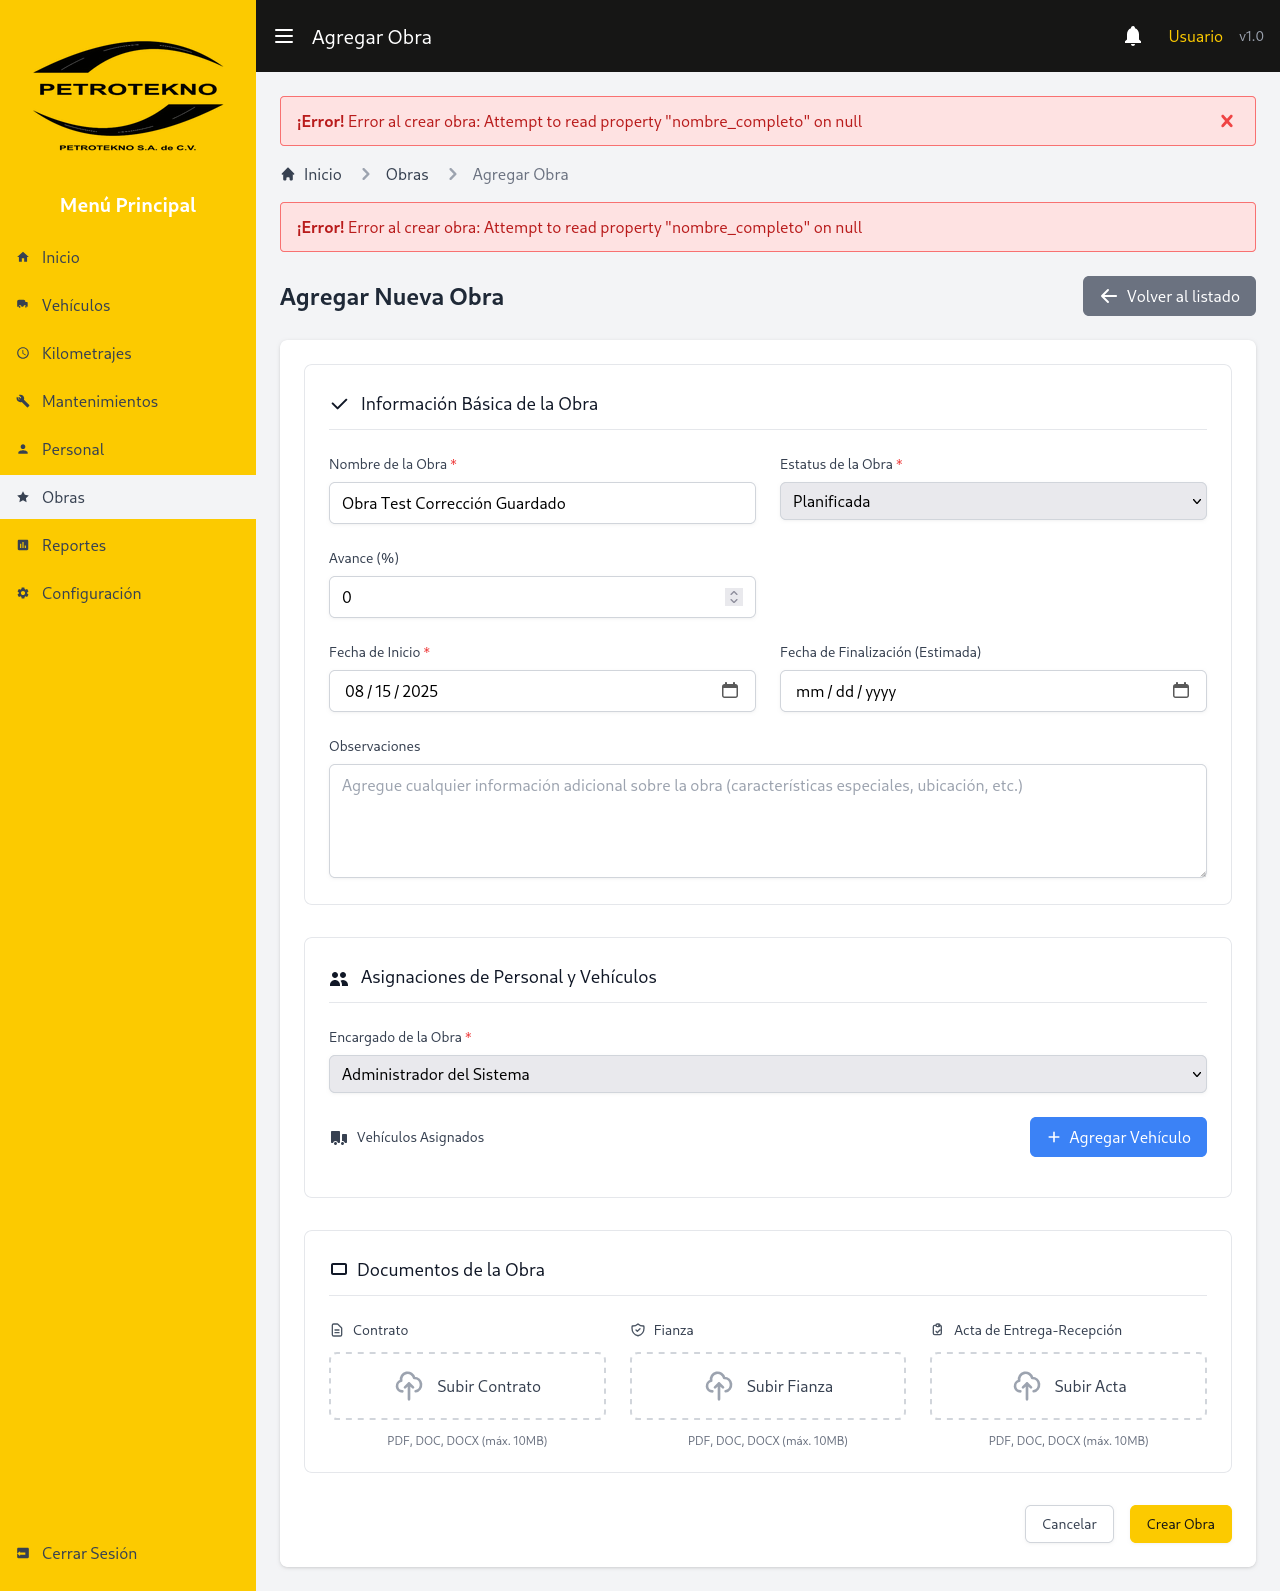 PETROTEKNO
PETROTEKNO S.A. de C.V.
Menú Principal
Inicio
Vehículos
Kilometrajes
Mantenimientos
Personal
Obras
Reportes
Configuración
Cerrar Sesión
Agregar Obra
Usuario v1.0
¡Error! Error al crear obra: Attempt to read property "nombre_completo" on null
Inicio Obras Agregar Obra
¡Error! Error al crear obra: Attempt to read property "nombre_completo" on null
Agregar Nueva Obra
Volver al listado
Información Básica de la Obra
Nombre de la Obra *
Obra Test Corrección Guardado
Estatus de la Obra *
Planificada
Avance (%)
0
Fecha de Inicio *
08/15/2025
Fecha de Finalización (Estimada)
mm/dd/yyyy
Observaciones
Agregue cualquier información adicional sobre la obra (características especiales, ubicación, etc.)
Asignaciones de Personal y Vehículos
Encargado de la Obra *
Administrador del Sistema
Vehículos Asignados
Agregar Vehículo
Documentos de la Obra
Contrato
Subir Contrato
PDF, DOC, DOCX (máx. 10MB)
Fianza
Subir Fianza
PDF, DOC, DOCX (máx. 10MB)
Acta de Entrega-Recepción
Subir Acta
PDF, DOC, DOCX (máx. 10MB)
Cancelar
Crear Obra